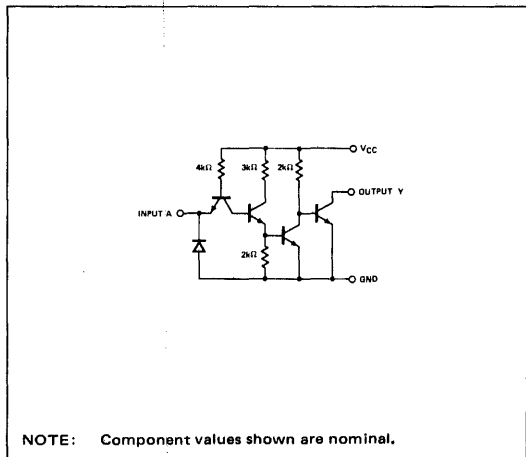 VCC
4kΩ 3kΩ 2kΩ
OUTPUT Y
INPUT A
2kΩ
GND
NOTE: Component values shown are nominal.